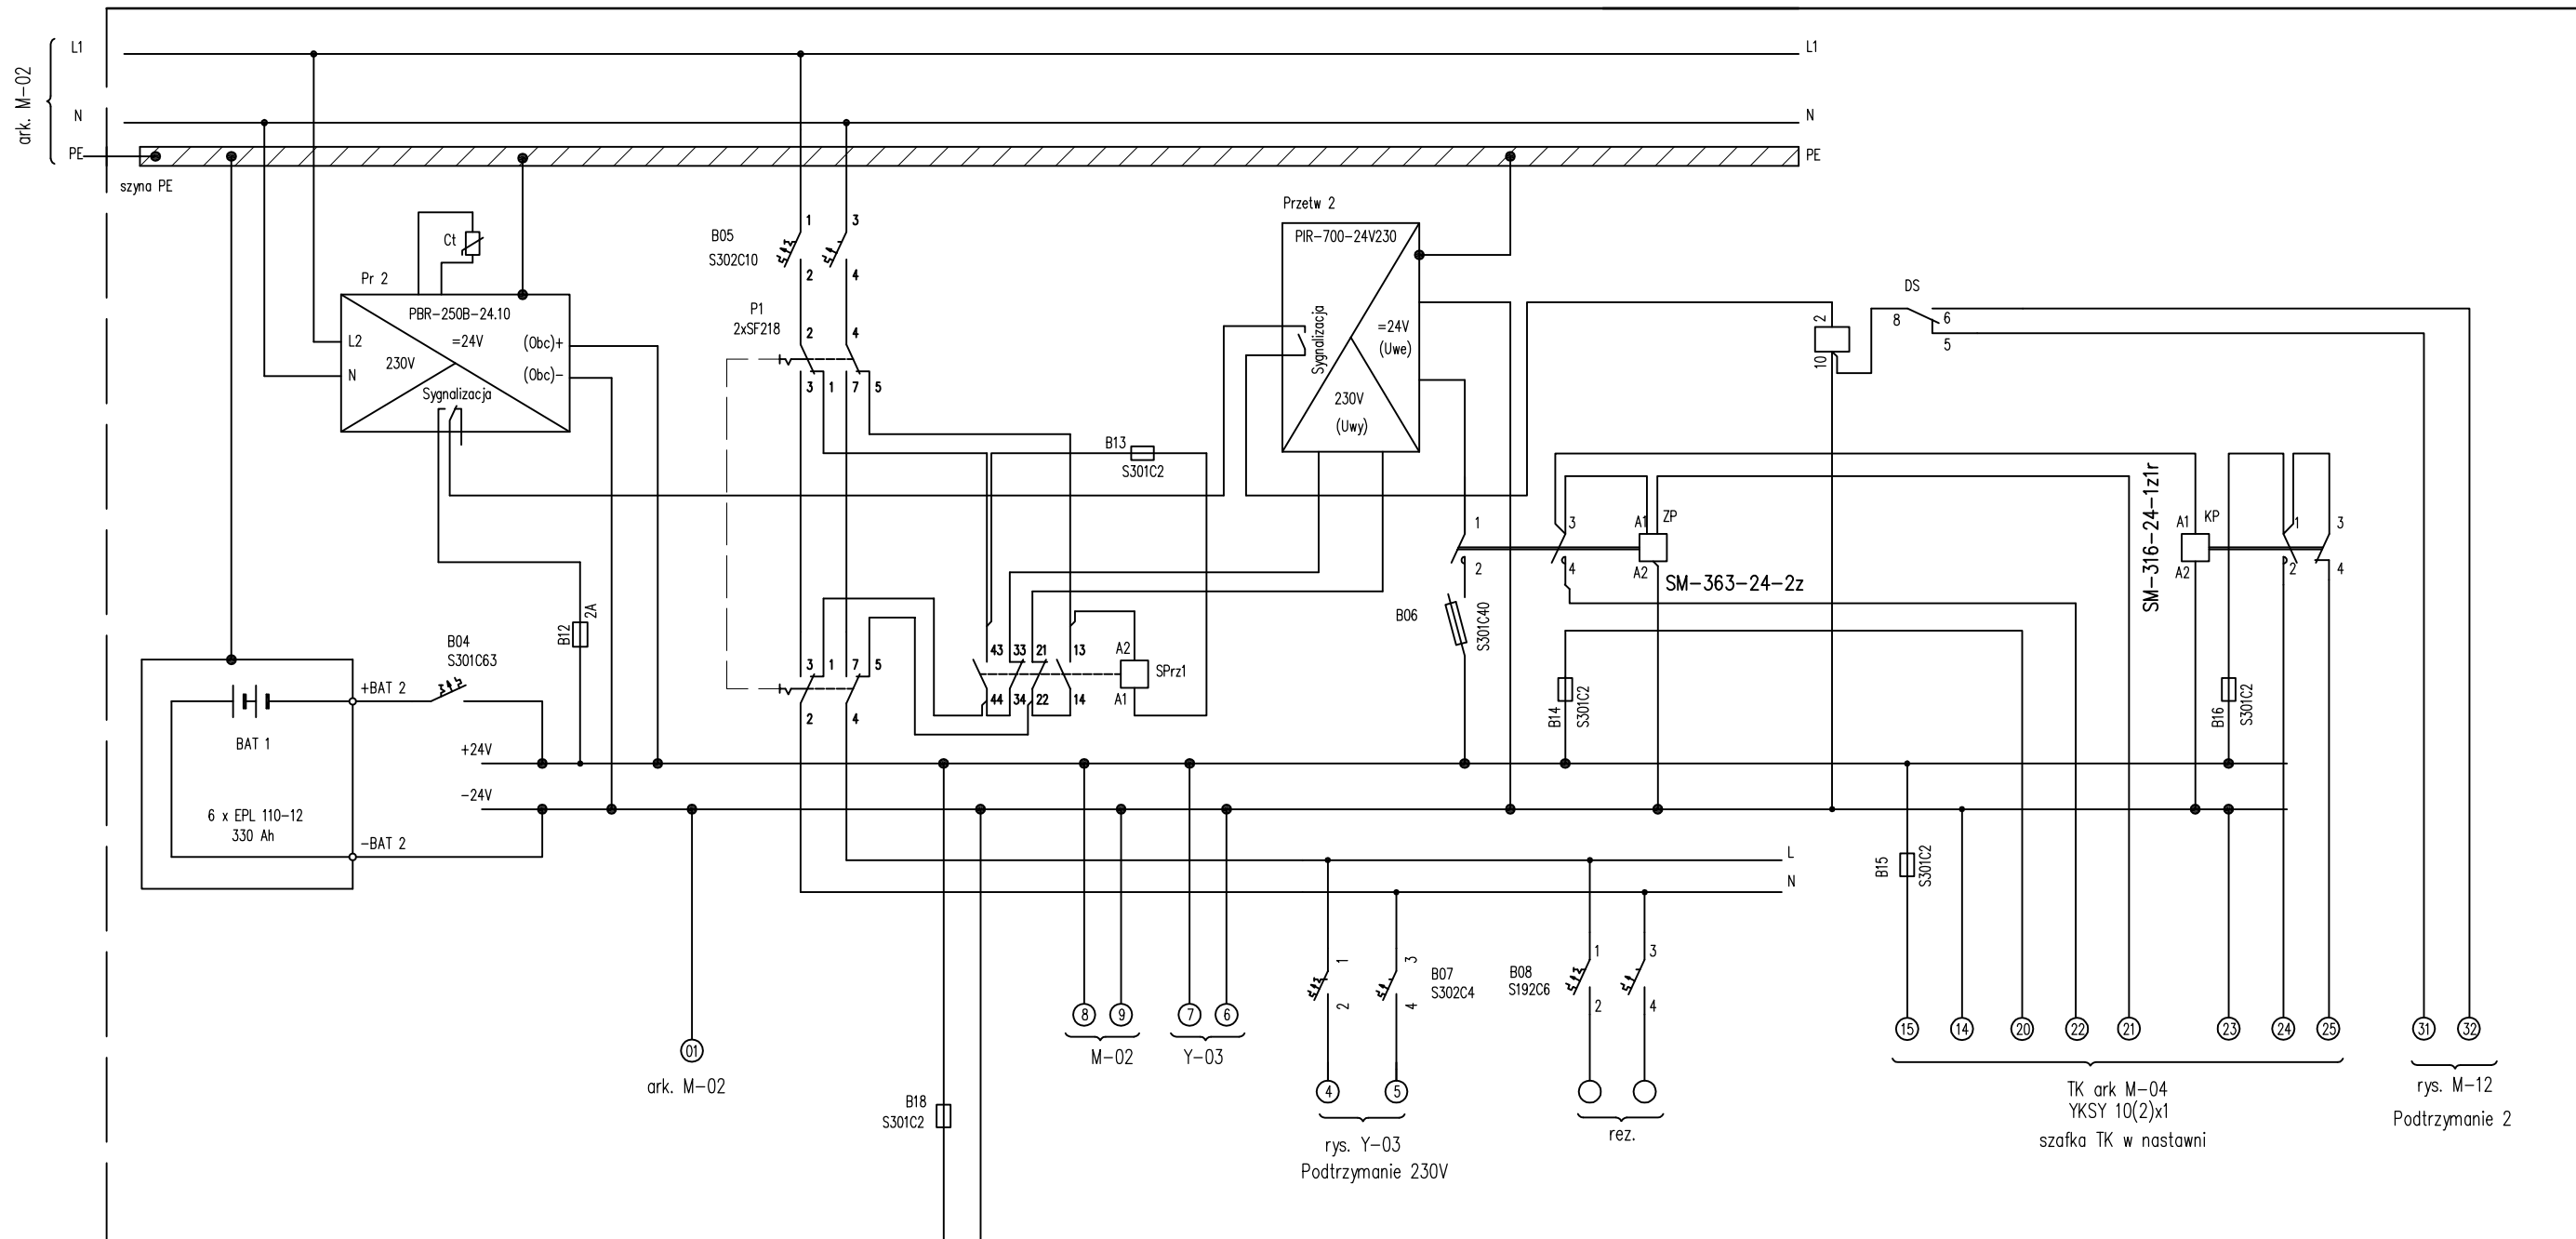 ark. M-02
L1
L1
N
N
PE
PE
szyna PE
Ct
Pr 2
PBR-250B-24.10
=24V
L2
230V
N
(Obc)+
(Obc)-
Sygnalizacja
B05
S302C10
1
3
2
4
P1
2xSF218
2
4
3
1
7
5
Przetw 2
PIR-700-24V230
Sygnalizacja
=24V
(Uwe)
230V
(Uwy)
2
10
DS
8
6
5
B13
S301C2
1
2
3
4
A1
ZP
A2
SM-363-24-2z
SM-316-24-1z1r
A1
KP
A2
1
2
3
4
B12
2A
B04
S301C63
+BAT 2
BAT 1
6 x EPL 110-12
330 Ah
-BAT 2
+24V
-24V
3
1
7
5
2
4
43
33
21
13
44
34
22
14
A2
A1
SPrz1
B06
S301C40
B14
S301C2
B16
S301C2
L
N
B15
S301C2
1
2
3
4
B07
S302C4
B08
S192C6
1
2
3
4
8
9
7
6
M-02
Y-03
01
ark. M-02
B18
S301C2
4
5
rys. Y-03
Podtrzymanie 230V
rez.
15
14
20
22
21
23
24
25
31
32
TK ark M-04
YKSY 10(2)x1
szafka TK w nastawni
rys. M-12
Podtrzymanie 2